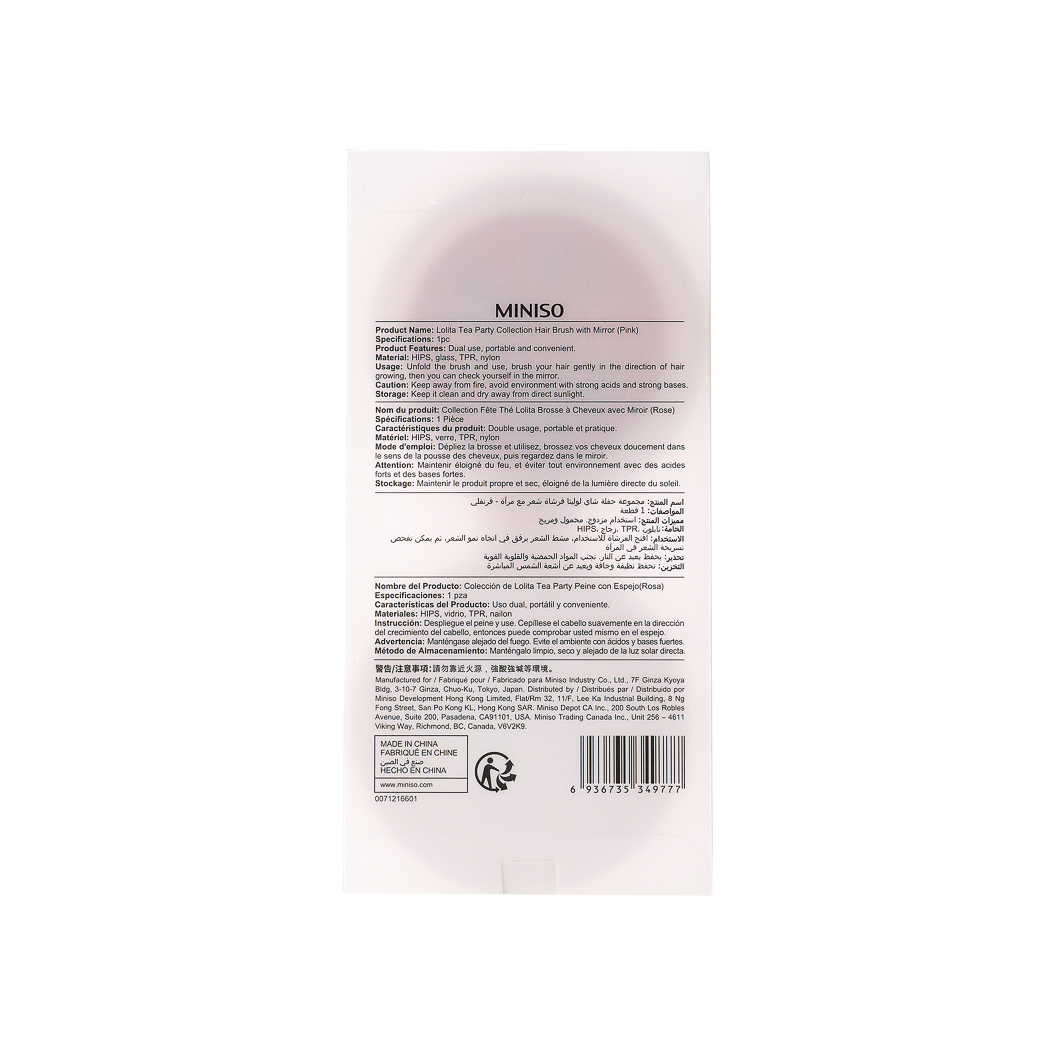 MINISO
Product Name: Lolita Tea Party Collection Hair Brush with Mirror (Pink)
Specifications: 1pc
Product Features: Dual use, portable and convenient.
Material: HIPS, glass, TPR, nylon
Usage: Unfold the brush and use, brush your hair gently in the direction of hair
growing, then you can check yourself in the mirror.
Caution: Keep away from fire, avoid environment with strong acids and strong bases.
Storage: Keep it clean and dry away from direct sunlight.
Nom du produit: Collection Fête Thé Lolita Brosse à Cheveux avec Miroir (Rose)
Spécifications: 1 Pièce
Caractéristiques du produit: Double usage, portable et pratique.
Matériel: HIPS, verre, TPR, nylon
Mode d'emploi: Dépliez la brosse et utilisez, brossez vos cheveux doucement dans
le sens de la pousse des cheveux, puis regardez dans le miroir.
Attention: Maintenir éloigné du feu, et éviter tout environnement avec des acides
forts et des bases fortes.
Stockage: Maintenir le produit propre et sec, éloigné de la lumière directe du soleil.
اسم المنتج: مجموعة حفلة شاي لوليتا فرشاة شعر مع مرآة - قرنفلي
المواصفات: 1 قطعة
مميزات المنتج: استخدام مزدوج, محمول ومريح
الخامة: نايلون، TPR، زجاج، HIPS
الاستخدام: افتح الفرشاة للاستخدام، مشط الشعر برفق في اتجاه نمو الشعر، ثم يمكن تفحص
تسريحة الشعر في المرآة
تحذير: يحفظ بعيد عن النار, تجنب المواد الحمضية والقلوية القوية
التخزين: تحفظ نظيفة وجافة وبعيد عن أشعة الشمس المباشرة
Nombre del Producto: Colección de Lolita Tea Party Peine con Espejo(Rosa)
Especificaciones: 1 pza
Características del Producto: Uso dual, portátil y conveniente.
Materiales: HIPS, vidrio, TPR, nailon
Instrucción: Despliegue el peine y use. Cepíllese el cabello suavemente en la dirección
del crecimiento del cabello, entonces puede comprobar usted mismo en el espejo.
Advertencia: Manténgase alejado del fuego. Evite el ambiente con ácidos y bases fuertes.
Método de Almacenamiento: Manténgalo limpio, seco y alejado de la luz solar directa.
警告/注意事項:請勿靠近火源，強酸強鹼等環境。
Manufactured for / Fabriqué pour / Fabricado para Miniso Industry Co., Ltd., 7F Ginza Kyoya
Bldg, 3-10-7 Ginza, Chuo-Ku, Tokyo, Japan. Distributed by / Distribués par / Distribuido por
Miniso Development Hong Kong Limited, Flat/Rm 32, 11/F, Lee Ka Industrial Building, 8 Ng
Fong Street, San Po Kong KL, Hong Kong SAR. Miniso Depot CA Inc., 200 South Los Robles
Avenue, Suite 200, Pasadena, CA91101, USA. Miniso Trading Canada Inc., Unit 256 – 4611
Viking Way, Richmond, BC, Canada, V6V2K9.
MADE IN CHINA
FABRIQUÉ EN CHINE
صنع في الصين
HECHO EN CHINA
www.miniso.com
0071216601
6 936735 349777